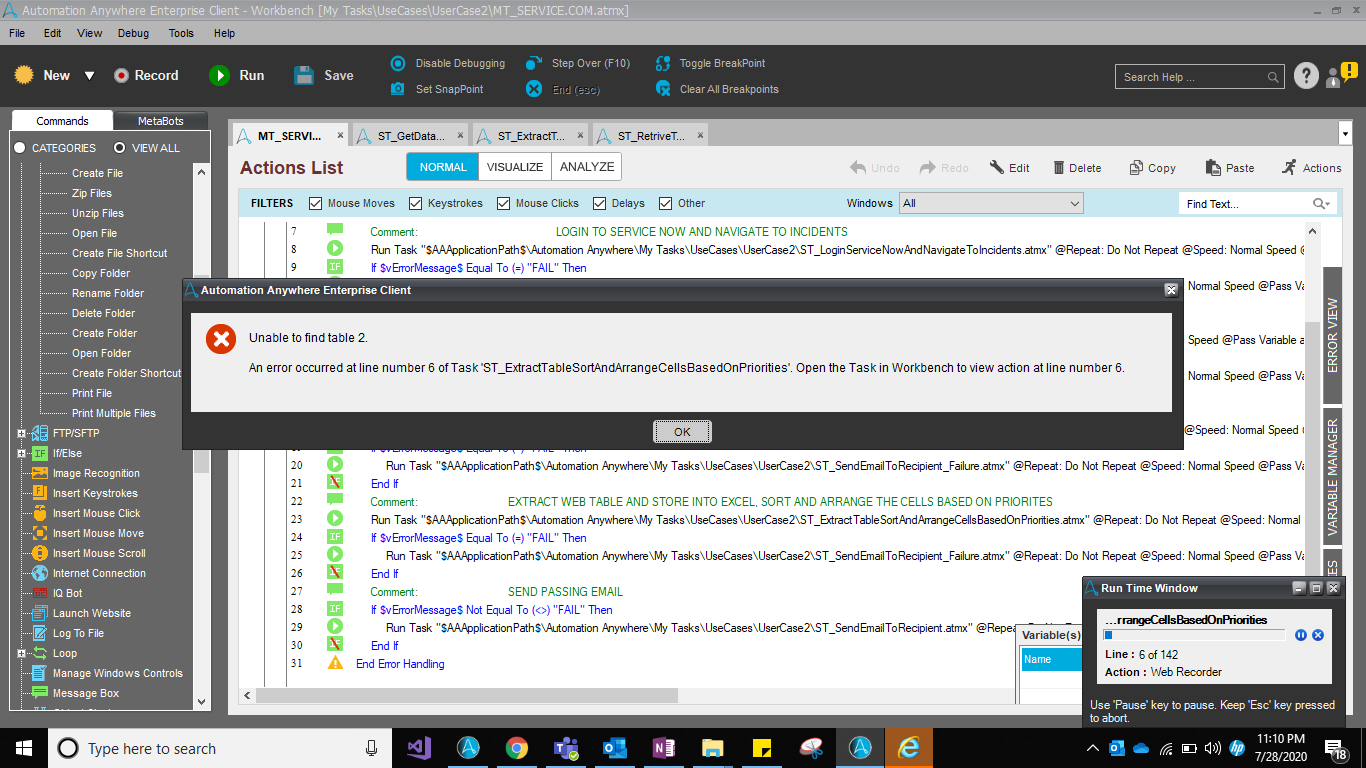 Automation Anywhere Enterprise Client - Workbench [My Tasks\UseCases\UserCase2\MT_SERVICE.COM.atmx]
File Edit View Debug Tools Help
New Record Run Save
Disable Debugging Step Over (F10) Toggle BreakPoint
Set SnapPoint End (esc) Clear All Breakpoints
Search Help ...
Commands MetaBots
CATEGORIES VIEW ALL
Create File
Zip Files
Unzip Files
Open File
Create File Shortcut
Copy Folder
Rename Folder
Delete Folder
Create Folder
Open Folder
Create Folder Shortcut
Print File
Print Multiple Files
FTP/SFTP
If/Else
Image Recognition
Insert Keystrokes
Insert Mouse Click
Insert Mouse Move
Insert Mouse Scroll
Internet Connection
IQ Bot
Launch Website
Log To File
Loop
Manage Windows Controls
Message Box
MT_SERVI... ST_GetData... ST_ExtractT... ST_RetriveT...
Actions List NORMAL VISUALIZE ANALYZE Undo Redo Edit Delete Copy Paste Actions
FILTERS Mouse Moves Keystrokes Mouse Clicks Delays Other Windows All Find Text...
7 Comment: LOGIN TO SERVICE NOW AND NAVIGATE TO INCIDENTS
8 Run Task "$AAApplicationPath$\Automation Anywhere\My Tasks\UseCases\UserCase2\ST_LoginServiceNowAndNavigateToIncidents.atmx" @Repeat: Do Not Repeat @Speed: Normal Speed @
9 IF If $vErrorMessage$ Equal To (=) "FAIL" Then
Normal Speed @Pass Va
Speed @Pass Variable a
Normal Speed @Pass Va
@Speed: Normal Speed @
Automation Anywhere Enterprise Client
Unable to find table 2.
An error occurred at line number 6 of Task 'ST_ExtractTableSortAndArrangeCellsBasedOnPriorities'. Open the Task in Workbench to view action at line number 6.
OK
20 Run Task "$AAApplicationPath$\Automation Anywhere\My Tasks\UseCases\UserCase2\ST_SendEmailToRecipient_Failure.atmx" @Repeat: Do Not Repeat @Speed: Normal Speed @Pass Va
21 End If
22 Comment: EXTRACT WEB TABLE AND STORE INTO EXCEL, SORT AND ARRANGE THE CELLS BASED ON PRIORITES
23 Run Task "$AAApplicationPath$\Automation Anywhere\My Tasks\UseCases\UserCase2\ST_ExtractTableSortAndArrangeCellsBasedOnPriorities.atmx" @Repeat: Do Not Repeat @Speed: Normal
24 IF If $vErrorMessage$ Equal To (=) "FAIL" Then
25 Run Task "$AAApplicationPath$\Automation Anywhere\My Tasks\UseCases\UserCase2\ST_SendEmailToRecipient_Failure.atmx" @Repeat: Do Not Repeat @Speed: Normal Speed @Pass Va
26 End If
27 Comment: SEND PASSING EMAIL
28 IF If $vErrorMessage$ Not Equal To (<>) "FAIL" Then
29 Run Task "$AAApplicationPath$\Automation Anywhere\My Tasks\UseCases\UserCase2\ST_SendEmailToRecipient.atmx" @Rep
30 End If
31 End Error Handling
ERROR VIEW
VARIABLE MANAGER
Variable(s)
Name
Run Time Window
...rrangeCellsBasedOnPriorities
Line : 6 of 142
Action : Web Recorder
Use 'Pause' key to pause. Keep 'Esc' key pressed
to abort.
Type here to search
11:10 PM
7/28/2020
18